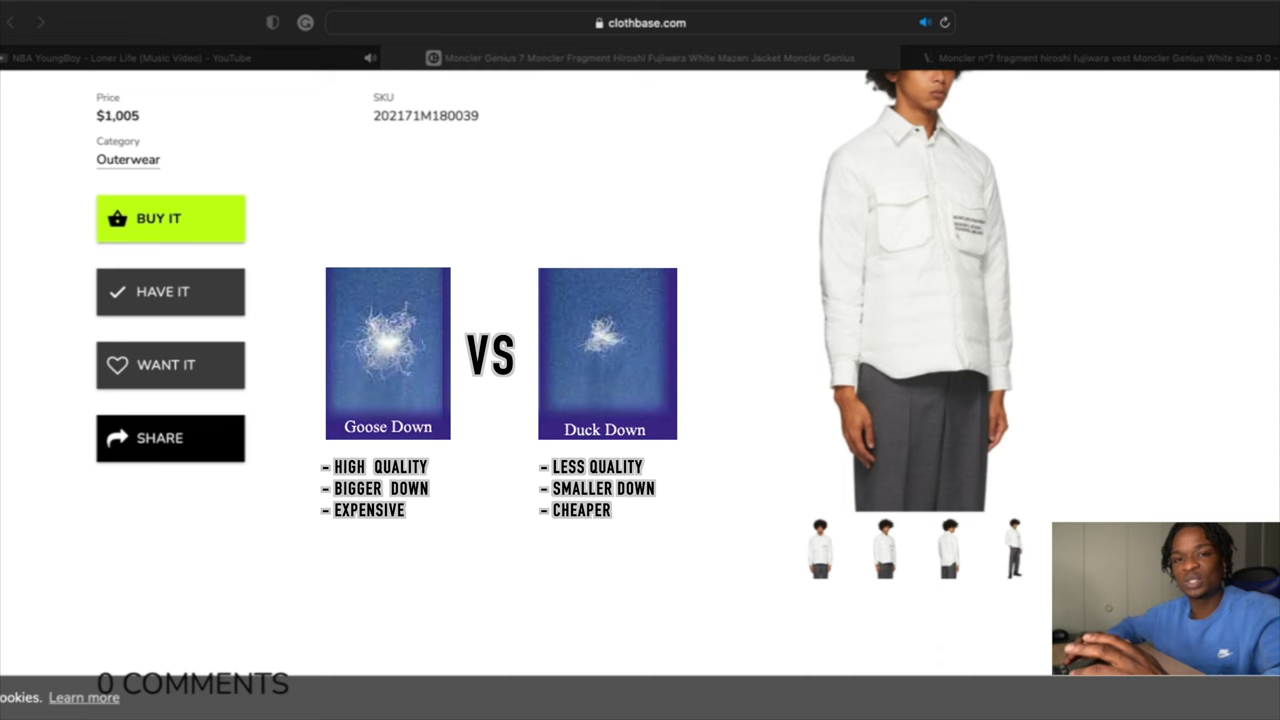 clothbase.com
NBA YoungBoy - Loner Life (Music Video) - YouTube
Moncler Genius 7 Moncler Fragment Hiroshi Fujiwara White Mazen Jacket Moncler Genius
Moncler n°7 fragment hiroshi fujiwara vest Moncler Genius White size 0 0 -
Price
SKU
$1,005
202171M180039
Category
Outerwear
BUY IT
HAVE IT
WANT IT
SHARE
VS
Goose Down
Duck Down
- HIGH QUALITY
- BIGGER DOWN
- EXPENSIVE
- LESS QUALITY
- SMALLER DOWN
- CHEAPER
0 COMMENTS
ookies. Learn more